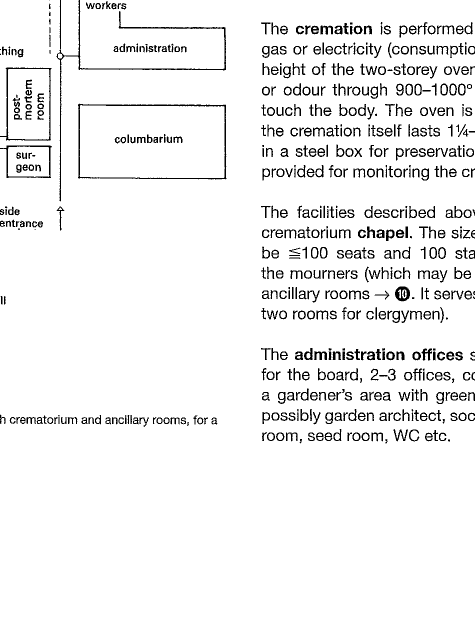 workers
thing
administration
post-
mortem
room
columbarium
sur-
geon
side
entrance
ll
h crematorium and ancillary rooms, for a
The cremation is performed
gas or electricity (consumptio
height of the two-storey over
or odour through 900–1000°
touch the body. The oven is
the cremation itself lasts 1¼–
in a steel box for preservatio
provided for monitoring the cr
The facilities described abov
crematorium chapel. The size
be ≦100 seats and 100 sta
the mourners (which may be
ancillary rooms → ❿. It serves
two rooms for clergymen).
The administration offices s
for the board, 2–3 offices, co
a gardener's area with green
possibly garden architect, soc
room, seed room, WC etc.